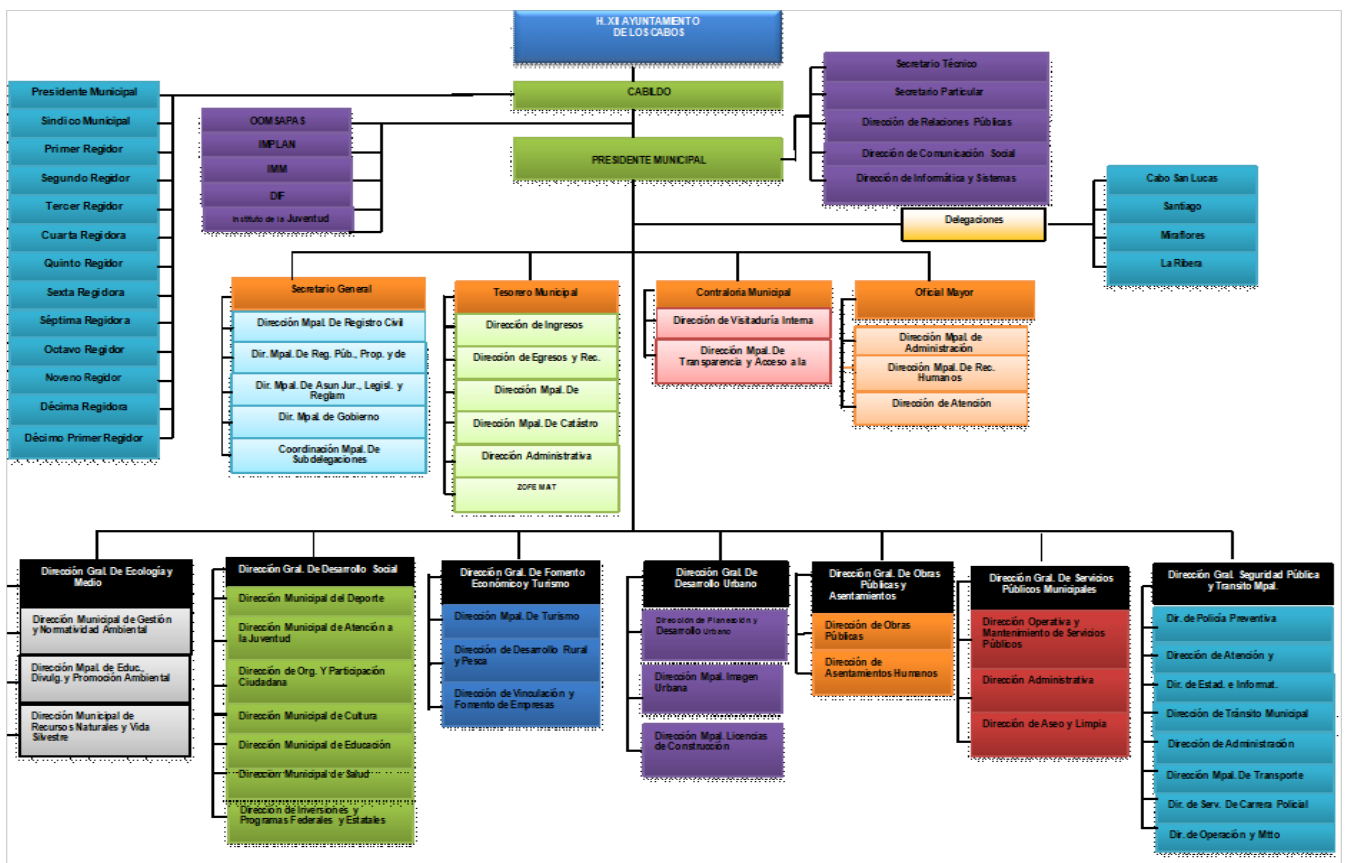 H. XII AYUNTAMIENTO
DE LOS CABOS
CABILDO
PRESIDENTE MUNICIPAL
Presidente Municipal
Sindico Municipal
Primer Regidor
Segundo Regidor
Tercer Regidor
Cuarta Regidora
Quinto Regidor
Sexta Regidora
Séptima Regidora
Octavo Regidor
Noveno Regidor
Décima Regidora
Décimo Primer Regidor
OOMSAPAS
IMPLAN
IMM
DIF
Instituto de la Juventud
Secretario Técnico
Secretario Particular
Dirección de Relaciones Públicas
Dirección de Comunicación Social
Dirección de Informática y Sistemas
Delegaciones
Cabo San Lucas
Santiago
Miraflores
La Ribera
Secretario General
Dirección Mpal. De Registro Civil
Dir. Mpal. De Reg. Púb., Prop. y de
Dir. Mpal. De Asun Jur., Legisl. y
Reglam
Dir. Mpal. de Gobierno
Coordinación Mpal. De
Subdelegaciones
Tesorero Municipal
Dirección de Ingresos
Dirección de Egresos y Rec.
Dirección Mpal. De
Dirección Mpal. De Catástro
Dirección Administrativa
ZOFEMAT
Contraloria Municipal
Dirección de Visitaduría Interna
Dirección Mpal. De
Transparencia y Acceso a la
Oficial Mayor
Dirección Mpal. de
Administración
Dirección Mpal. De Rec.
Humanos
Dirección de Atención
Dirección Gral. De Ecología y
Medio
Dirección Municipal de Gestión
y Normatividad Ambiental
Dirección Mpal. de Educ.,
Divulg. y Promoción Ambiental
Dirección Municipal de
Recursos Naturales y Vida
Silvestre
Dirección Gral. De Desarrollo Social
Dirección Municipal del Deporte
Dirección Municipal de Atención a
la Juventud
Dirección de Org. Y Participación
Ciudadana
Dirección Municipal de Cultura
Dirección Municipal de Educación
Dirección Municipal de Salud
Dirección de Inversiones y
Programas Federales y Estatales
Dirección Gral. De Fomento
Económico y Turismo
Dirección Mpal. De Turismo
Dirección de Desarrollo Rural
y Pesca
Dirección de Vinculación y
Fomento de Empresas
Dirección Gral. De
Desarrollo Urbano
Dirección de Planeación y
Desarrollo Urbano
Dirección Mpal. Imagen
Urbana
Dirección Mpal. Licencias
de Construcción
Dirección Gral. De Obras
Públicas y
Asentamientos
Dirección de Obras
Públicas
Dirección de
Asentamientos Humanos
Dirección Gral. De Servicios
Públicos Municipales
Dirección Operativa y
Mantenimiento de Servicios
Públicos
Dirección Administrativa
Dirección de Aseo y Limpia
Dirección Gral. Seguridad Pública
y Transito Mpal.
Dir. de Policía Preventiva
Dirección de Atención y
Dir. de Estad. e Informat.
Dirección de Tránsito Municipal
Dirección de Administración
Dirección Mpal. De Transporte
Dir. de Serv. De Carrera Policial
Dir. de Operación y Mtto